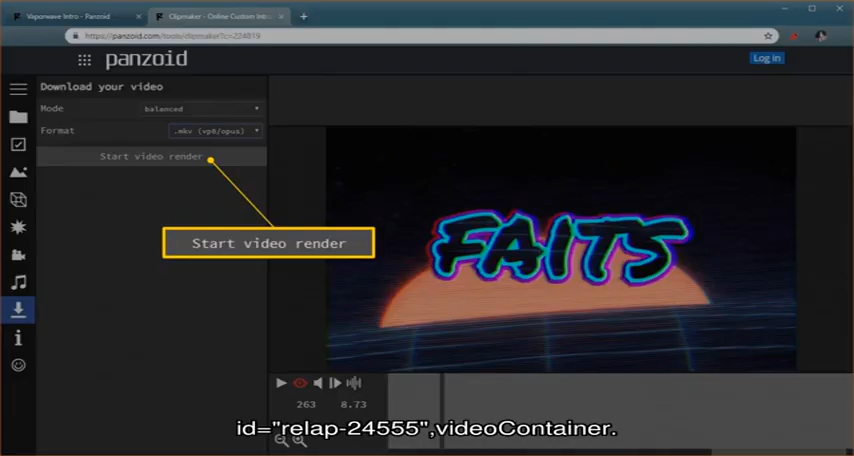 Vaporwave Intro - Panzoid
Clipmaker - Online Custom Intro
https://panzoid.com/tools/clipmaker?c=224819
panzoid
Log in
Download your video
Mode
balanced
Format
.mkv (vp8/opus)
Start video render
Start video render
FAITS
263
8.73
id="relap-24555",videoContainer.